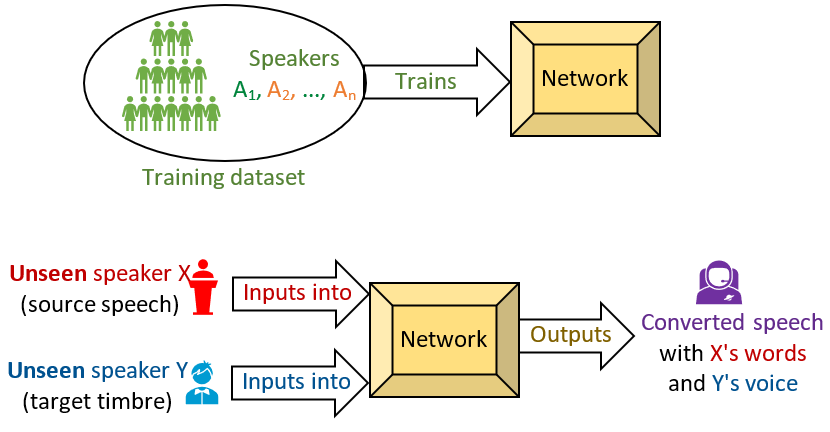 Speakers
A₁, A₂, ..., Aₙ
Trains
Network
Training dataset
Unseen speaker X
(source speech)
Inputs into
Unseen speaker Y
(target timbre)
Inputs into
Network
Outputs
Converted speech
with X's words
and Y's voice